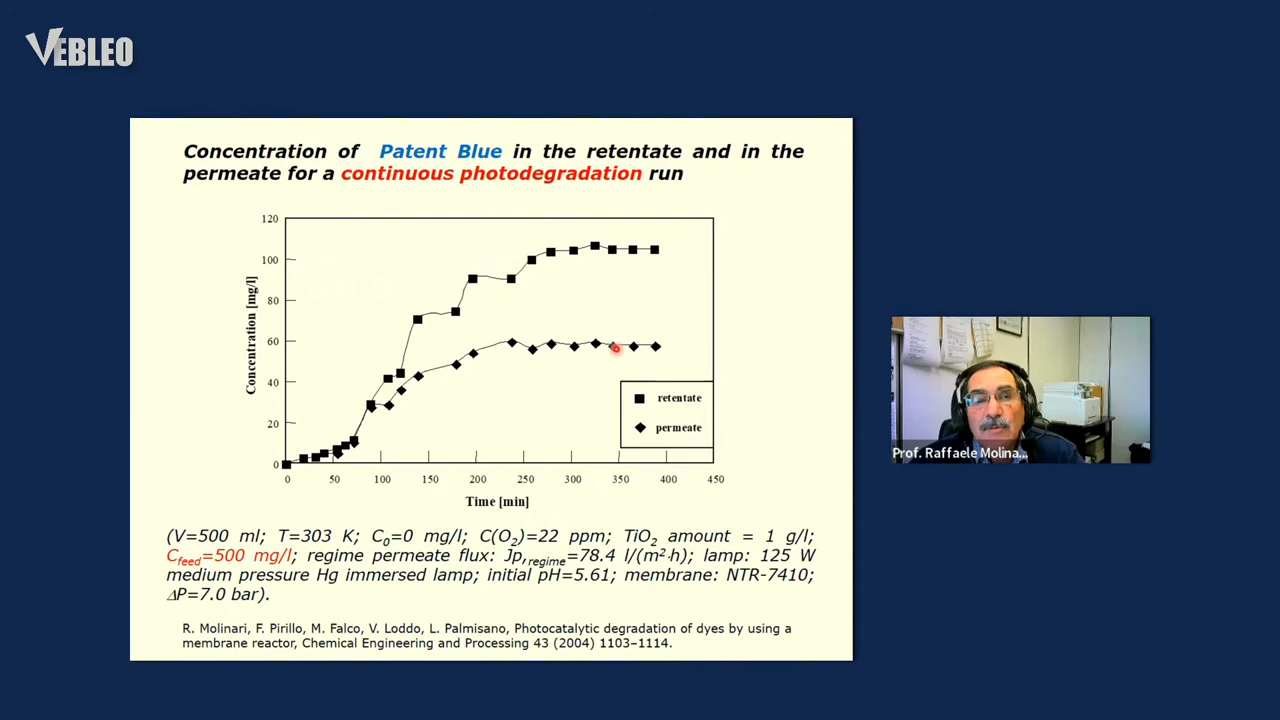 VEBLEO
Concentration of Patent Blue in the retentate and in the
permeate for a continuous photodegradation run
120
100
80
60
40
20
0
Concentration [mg/l]
retentate
permeate
0 50 100 150 200 250 300 350 400 450
Time [min]
(V=500 ml; T=303 K; C0=0 mg/l; C(O2)=22 ppm; TiO2 amount = 1 g/l;
Cfeed=500 mg/l; regime permeate flux: Jp,regime=78.4 l/(m2·h); lamp: 125 W
medium pressure Hg immersed lamp; initial pH=5.61; membrane: NTR-7410;
ΔP=7.0 bar).
R. Molinari, F. Pirillo, M. Falco, V. Loddo, L. Palmisano, Photocatalytic degradation of dyes by using a
membrane reactor, Chemical Engineering and Processing 43 (2004) 1103–1114.
Prof. Raffaele Molina...